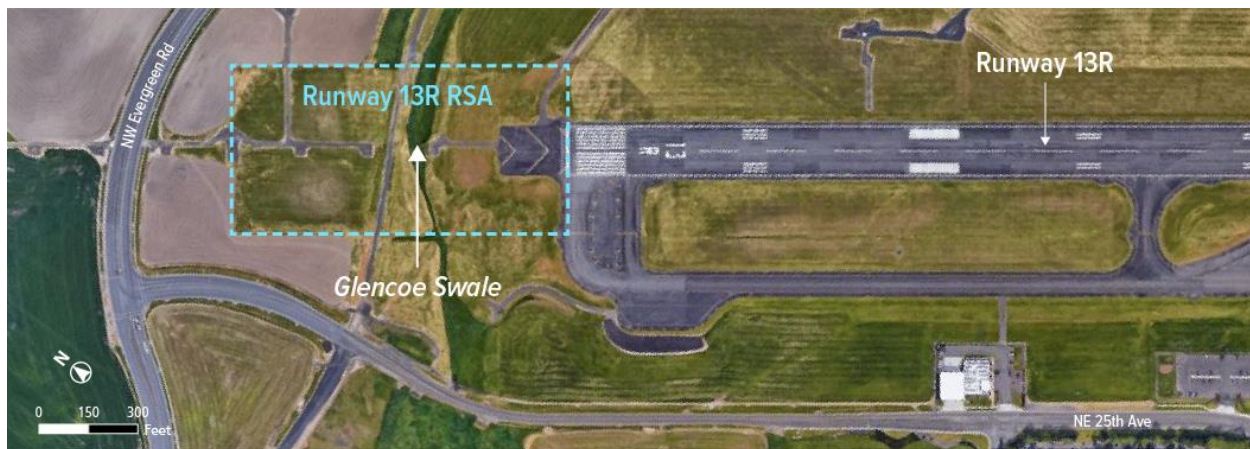 NW Evergreen Rd
Runway 13R RSA
Runway 13R
Glencoe Swale
N
0 150 300
Feet
NE 25th Ave